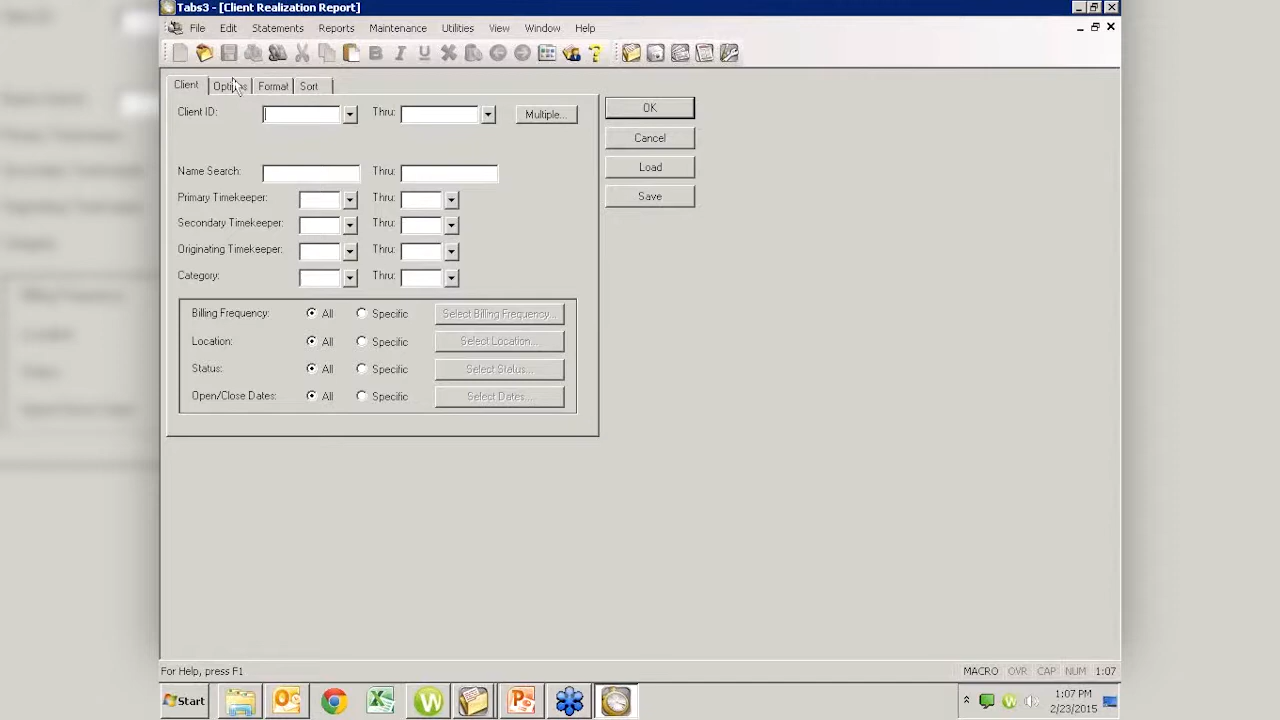 Tabs3 - [Client Realization Report]
File Edit Statements Reports Maintenance Utilities View Window Help
Client Options Format Sort
Client ID: Thru: Multiple... OK
Cancel
Name Search: Thru: Load
Primary Timekeeper: Thru: Save
Secondary Timekeeper: Thru:
Originating Timekeeper: Thru:
Category: Thru:
Billing Frequency: All Specific Select Billing Frequency...
Location: All Specific Select Location...
Status: All Specific Select Status...
Open/Close Dates: All Specific Select Dates...
For Help, press F1 MACRO OVR CAP NUM 1:07
Start 1:07 PM
2/23/2015